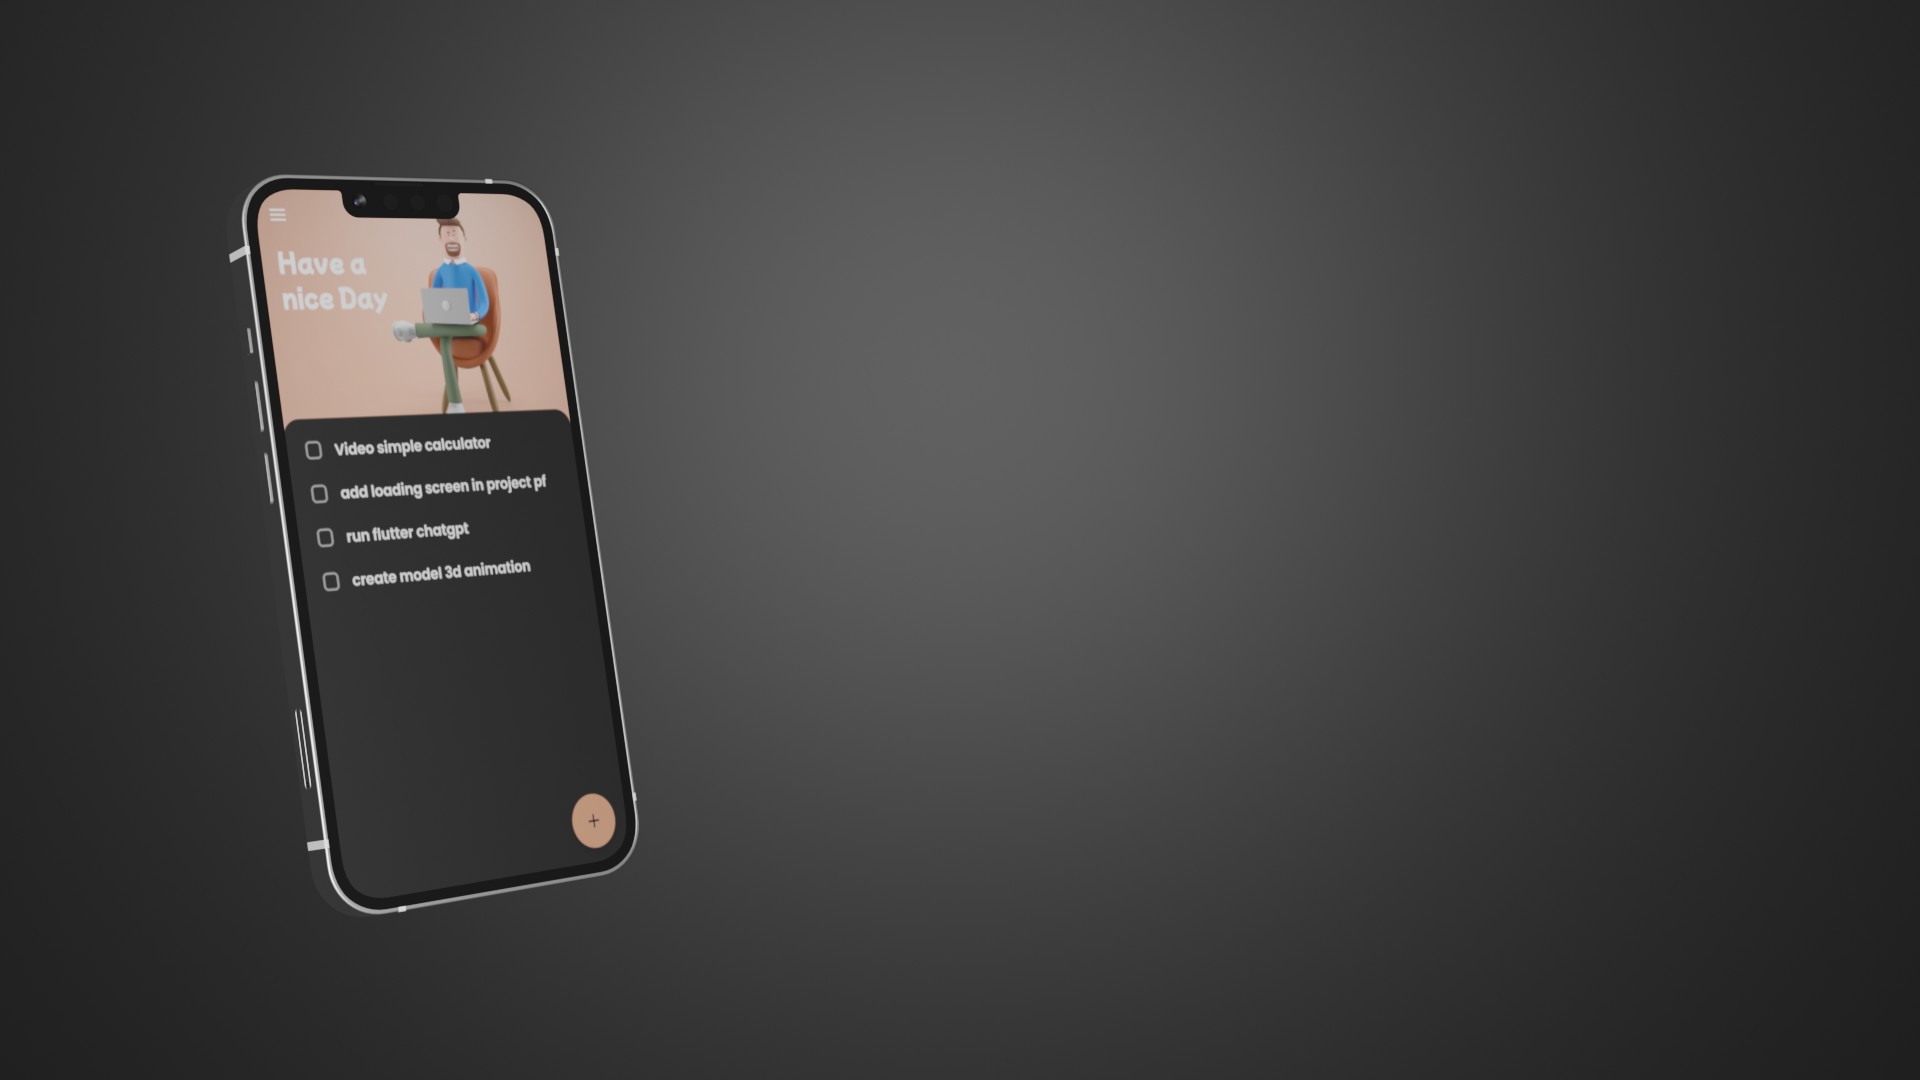 Have a
nice Day
Video simple calculator
add loading screen in project pf
run flutter chatgpt
create model 3d animation
+